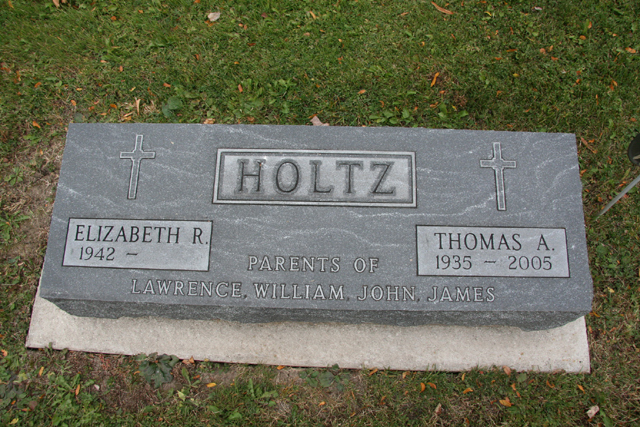 HOLTZ
ELIZABETH R.
1942 –
THOMAS A.
1935 – 2005
PARENTS OF
LAWRENCE, WILLIAM, JOHN, JAMES